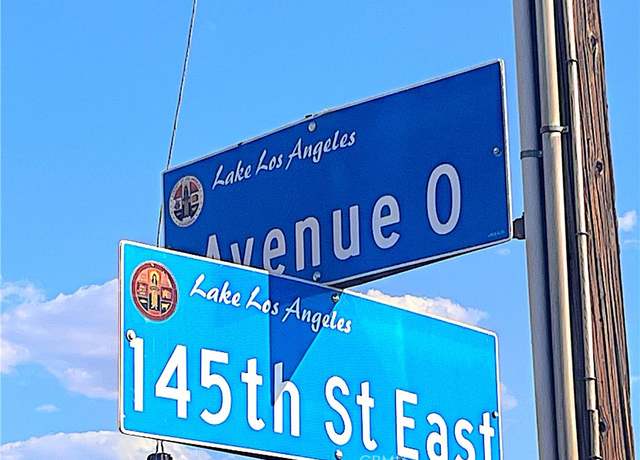 Lake Los Angeles
Avenue O
Lake Los Angeles
145th St East